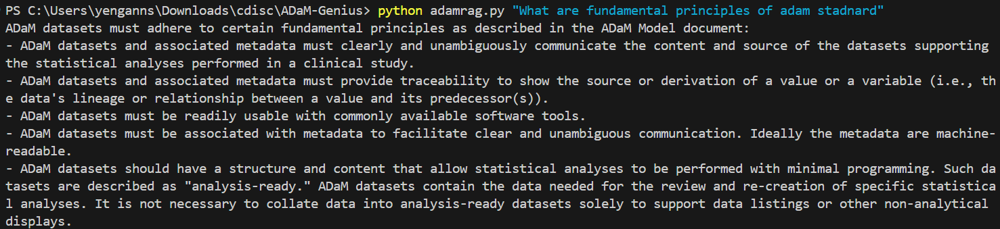 PS C:\Users\yenganns\Downloads\cdisc\ADaM-Genius> python adamrag.py "What are fundamental principles of adam stadnard"
ADaM datasets must adhere to certain fundamental principles as described in the ADaM Model document:
- ADaM datasets and associated metadata must clearly and unambiguously communicate the content and source of the datasets supporting
the statistical analyses performed in a clinical study.
- ADaM datasets and associated metadata must provide traceability to show the source or derivation of a value or a variable (i.e., th
e data's lineage or relationship between a value and its predecessor(s)).
- ADaM datasets must be readily usable with commonly available software tools.
- ADaM datasets must be associated with metadata to facilitate clear and unambiguous communication. Ideally the metadata are machine-
readable.
- ADaM datasets should have a structure and content that allow statistical analyses to be performed with minimal programming. Such da
tasets are described as "analysis-ready." ADaM datasets contain the data needed for the review and re-creation of specific statistica
l analyses. It is not necessary to collate data into analysis-ready datasets solely to support data listings or other non-analytical
displays.